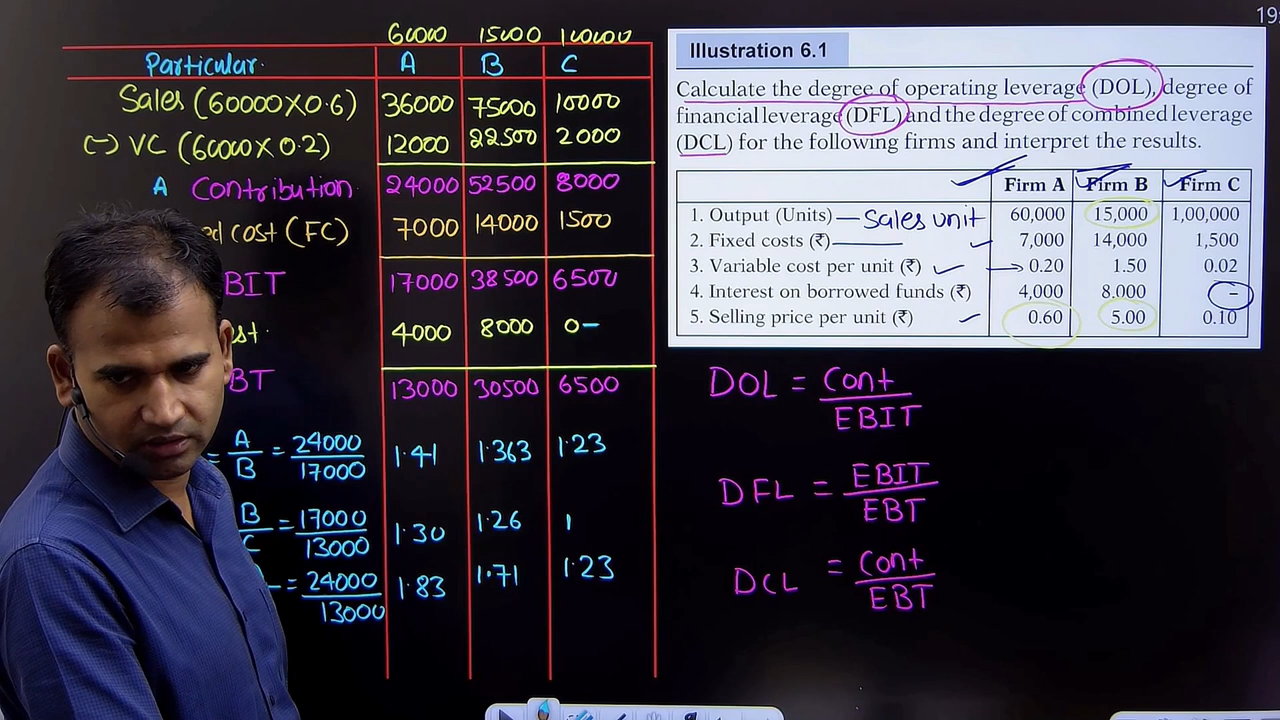 19:
60000 15000 100000
Particular A B C
Sales (60000X0.6) 36000 75000 10000
(-) VC (60000X0.2) 12000 22500 2000
A Contribution 24000 52500 8000
ed cost (FC) 7000 14000 1500
BIT 17000 38500 6500
st 4000 8000 0-
BT 13000 30500 6500
= A/B = 24000/17000 1.41 1.363 1.23
B/C = 17000/13000 1.30 1.26 1
= 24000/13000 1.83 1.71 1.23
Illustration 6.1
Calculate the degree of operating leverage (DOL), degree of
financial leverage (DFL) and the degree of combined leverage
(DCL) for the following firms and interpret the results.
Firm A Firm B Firm C
1. Output (Units) — Sales unit 60,000 15,000 1,00,000
2. Fixed costs (₹) 7,000 14,000 1,500
3. Variable cost per unit (₹) 0.20 1.50 0.02
4. Interest on borrowed funds (₹) 4,000 8.000 -
5. Selling price per unit (₹) 0.60 5.00 0.10
DOL = Cont/EBIT
DFL = EBIT/EBT
DCL = Cont/EBT